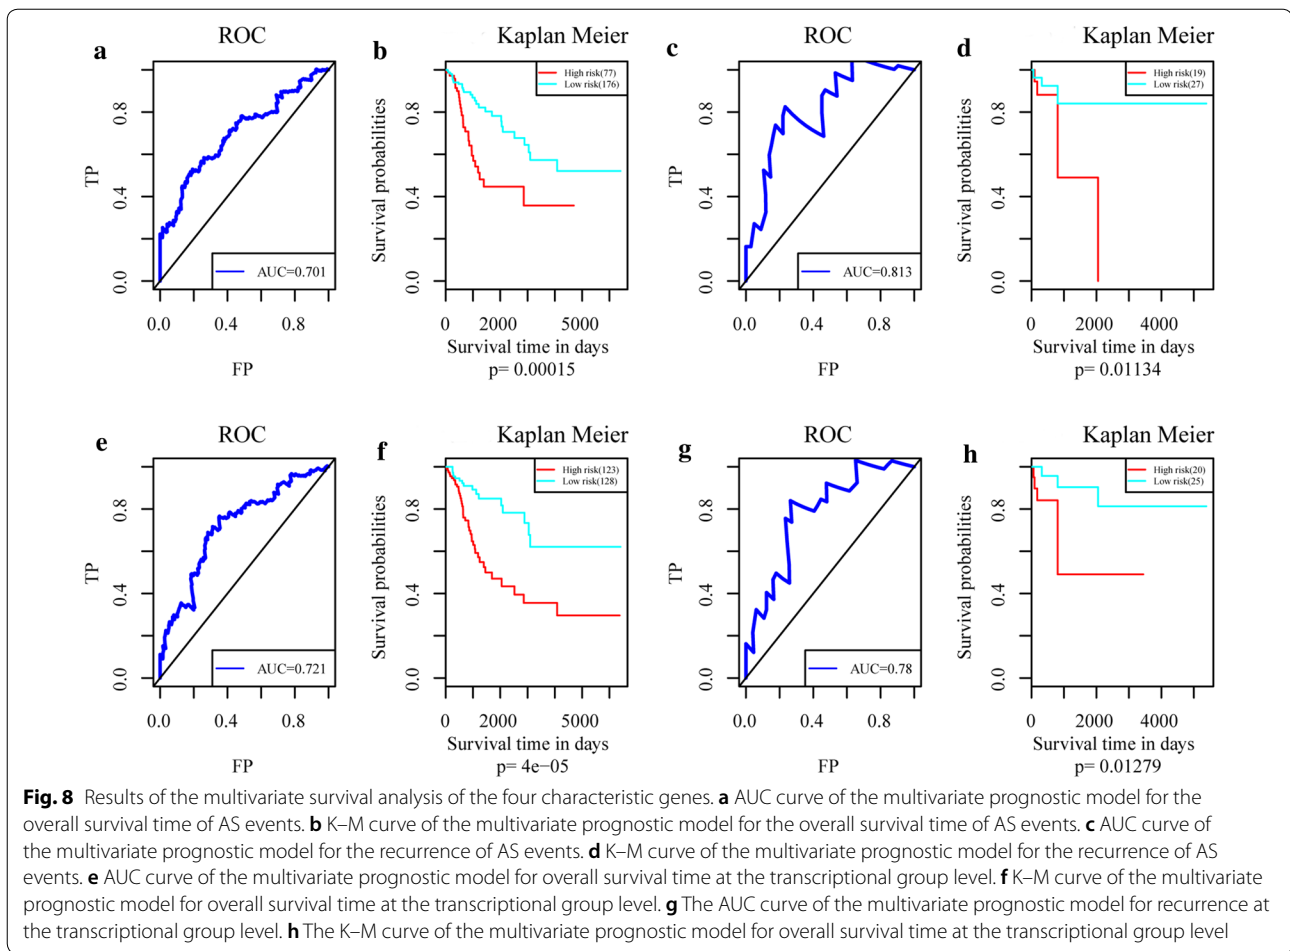 a
ROC
TP
0.0 0.4 0.8
0.0 0.4 0.8
FP
AUC=0.701
b
Kaplan Meier
Survival probabilities
0.0 0.4 0.8
High risk(77)
Low risk(176)
0 2000 5000
Survival time in days
p= 0.00015
c
ROC
TP
0.0 0.4 0.8
0.0 0.4 0.8
FP
AUC=0.813
d
Kaplan Meier
Survival probabilities
0.0 0.4 0.8
High risk(19)
Low risk(27)
0 2000 4000
Survival time in days
p= 0.01134
e
ROC
TP
0.0 0.4 0.8
0.0 0.4 0.8
FP
AUC=0.721
f
Kaplan Meier
Survival probabilities
0.0 0.4 0.8
High risk(123)
Low risk(128)
0 2000 5000
Survival time in days
p= 4e−05
g
ROC
TP
0.0 0.4 0.8
0.0 0.4 0.8
FP
AUC=0.78
h
Kaplan Meier
Survival probabilities
0.0 0.4 0.8
High risk(20)
Low risk(25)
0 2000 4000
Survival time in days
p= 0.01279
Fig. 8 Results of the multivariate survival analysis of the four characteristic genes. a AUC curve of the multivariate prognostic model for the
overall survival time of AS events. b K–M curve of the multivariate prognostic model for the overall survival time of AS events. c AUC curve of
the multivariate prognostic model for the recurrence of AS events. d K–M curve of the multivariate prognostic model for the recurrence of AS
events. e AUC curve of the multivariate prognostic model for overall survival time at the transcriptional group level. f K–M curve of the multivariate
prognostic model for overall survival time at the transcriptional group level. g The AUC curve of the multivariate prognostic model for recurrence at
the transcriptional group level. h The K–M curve of the multivariate prognostic model for overall survival time at the transcriptional group level